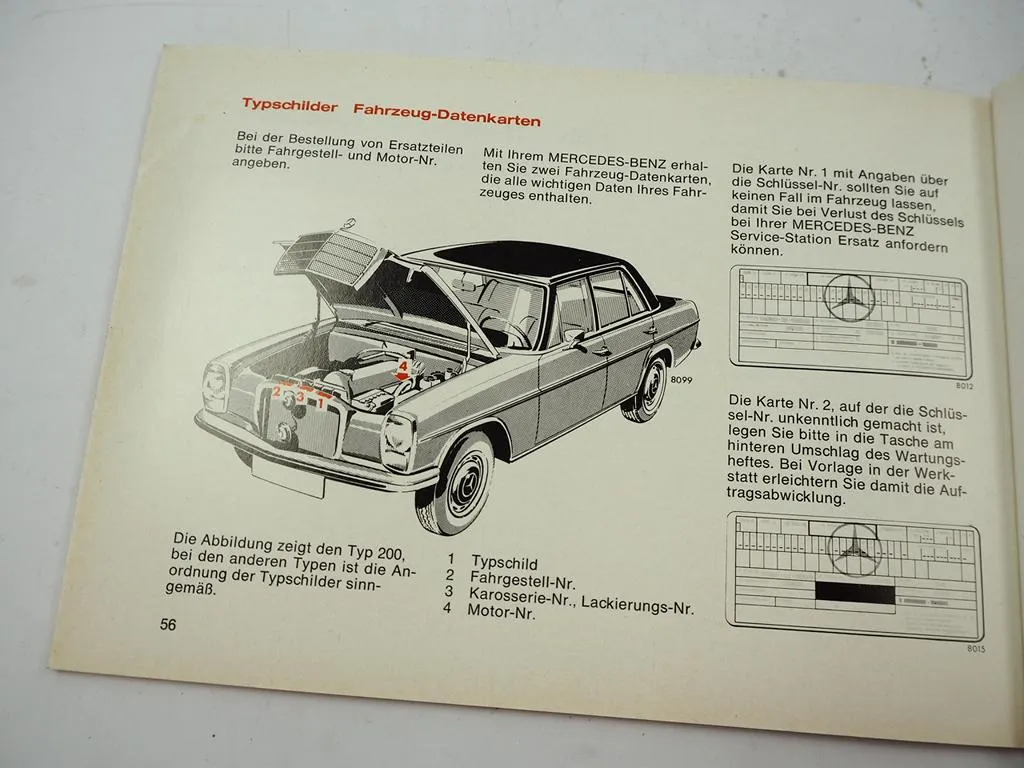 Typschilder Fahrzeug-Datenkarten
Bei der Bestellung von Ersatzteilen
bitte Fahrgestell- und Motor-Nr.
angeben.
Mit Ihrem MERCEDES-BENZ erhal-
ten Sie zwei Fahrzeug-Datenkarten,
die alle wichtigen Daten Ihres Fahr-
zeuges enthalten.
Die Karte Nr. 1 mit Angaben über
die Schlüssel-Nr. sollten Sie auf
keinen Fall im Fahrzeug lassen,
damit Sie bei Verlust des Schlüssels
bei Ihrer MERCEDES-BENZ
Service-Station Ersatz anfordern
können.
8012
4
2 3 1
8099
Die Karte Nr. 2, auf der die Schlüs-
sel-Nr. unkenntlich gemacht ist,
legen Sie bitte in die Tasche am
hinteren Umschlag des Wartungs-
heftes. Bei Vorlage in der Werk-
statt erleichtern Sie damit die Auf-
tragsabwicklung.
8015
Die Abbildung zeigt den Typ 200,
bei den anderen Typen ist die An-
ordnung der Typschilder sinn-
gemäß.
1 Typschild
2 Fahrgestell-Nr.
3 Karosserie-Nr., Lackierungs-Nr.
4 Motor-Nr.
56